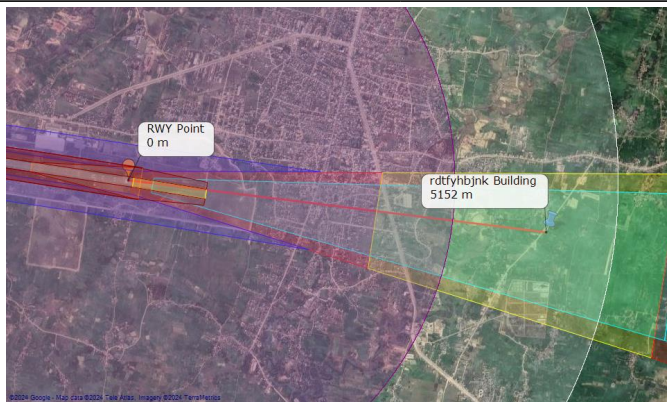 RWY Point
0 m
rdtfyhbjnk Building
5152 m
©2024 Google - Map data ©2024 Tele Atlas, Imagery ©2024 TerraMetrics